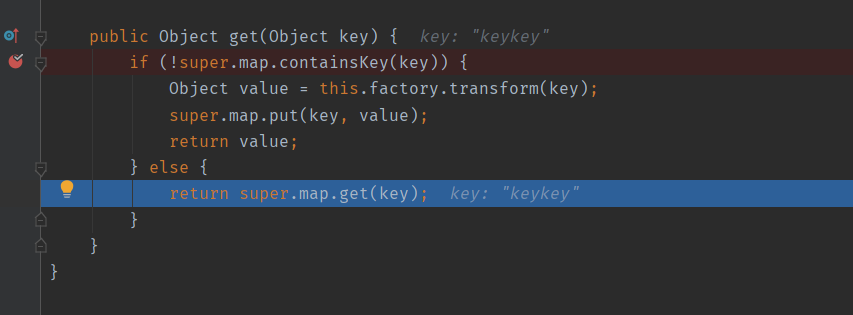 public Object get(Object key) {  key: "keykey"
if (!super.map.containsKey(key)) {
Object value = this.factory.transform(key);
super.map.put(key, value);
return value;
} else {
return super.map.get(key);  key: "keykey"
}
}
}